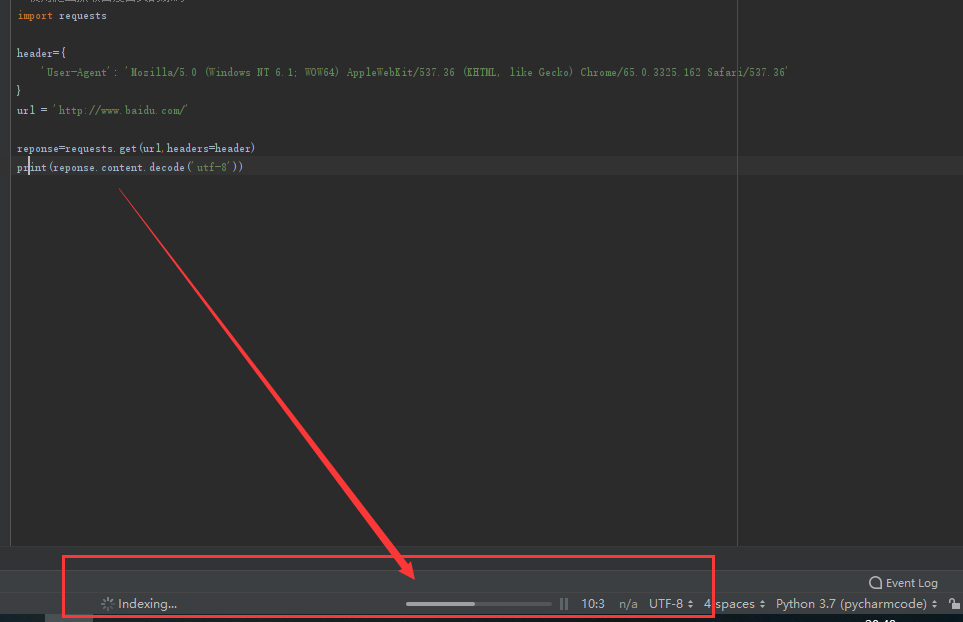 import requests
header={
'User-Agent': 'Mozilla/5.0 (Windows NT 6.1; WOW64) AppleWebKit/537.36 (KHTML, like Gecko) Chrome/65.0.3325.162 Safari/537.36'
}
url = 'http://www.baidu.com/'
reponse=requests.get(url,headers=header)
print(reponse.content.decode('utf-8'))
Event Log
Indexing... 10:3 n/a UTF-8 4 spaces Python 3.7 (pycharmcode)